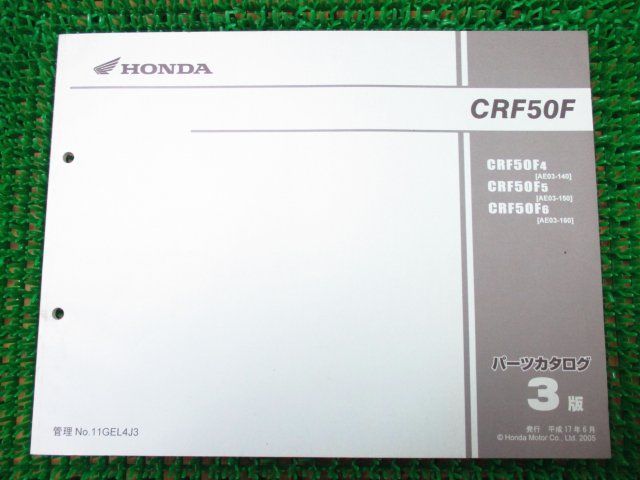 HONDA
CRF50F
CRF50F4
[AE03-140]
CRF50F5
[AE03-150]
CRF50F6
[AE03-160]
パーツカタログ
3版
管理 No.11GEL4J3
発行 平成17年6月
© Honda Motor Co., Ltd. 2005